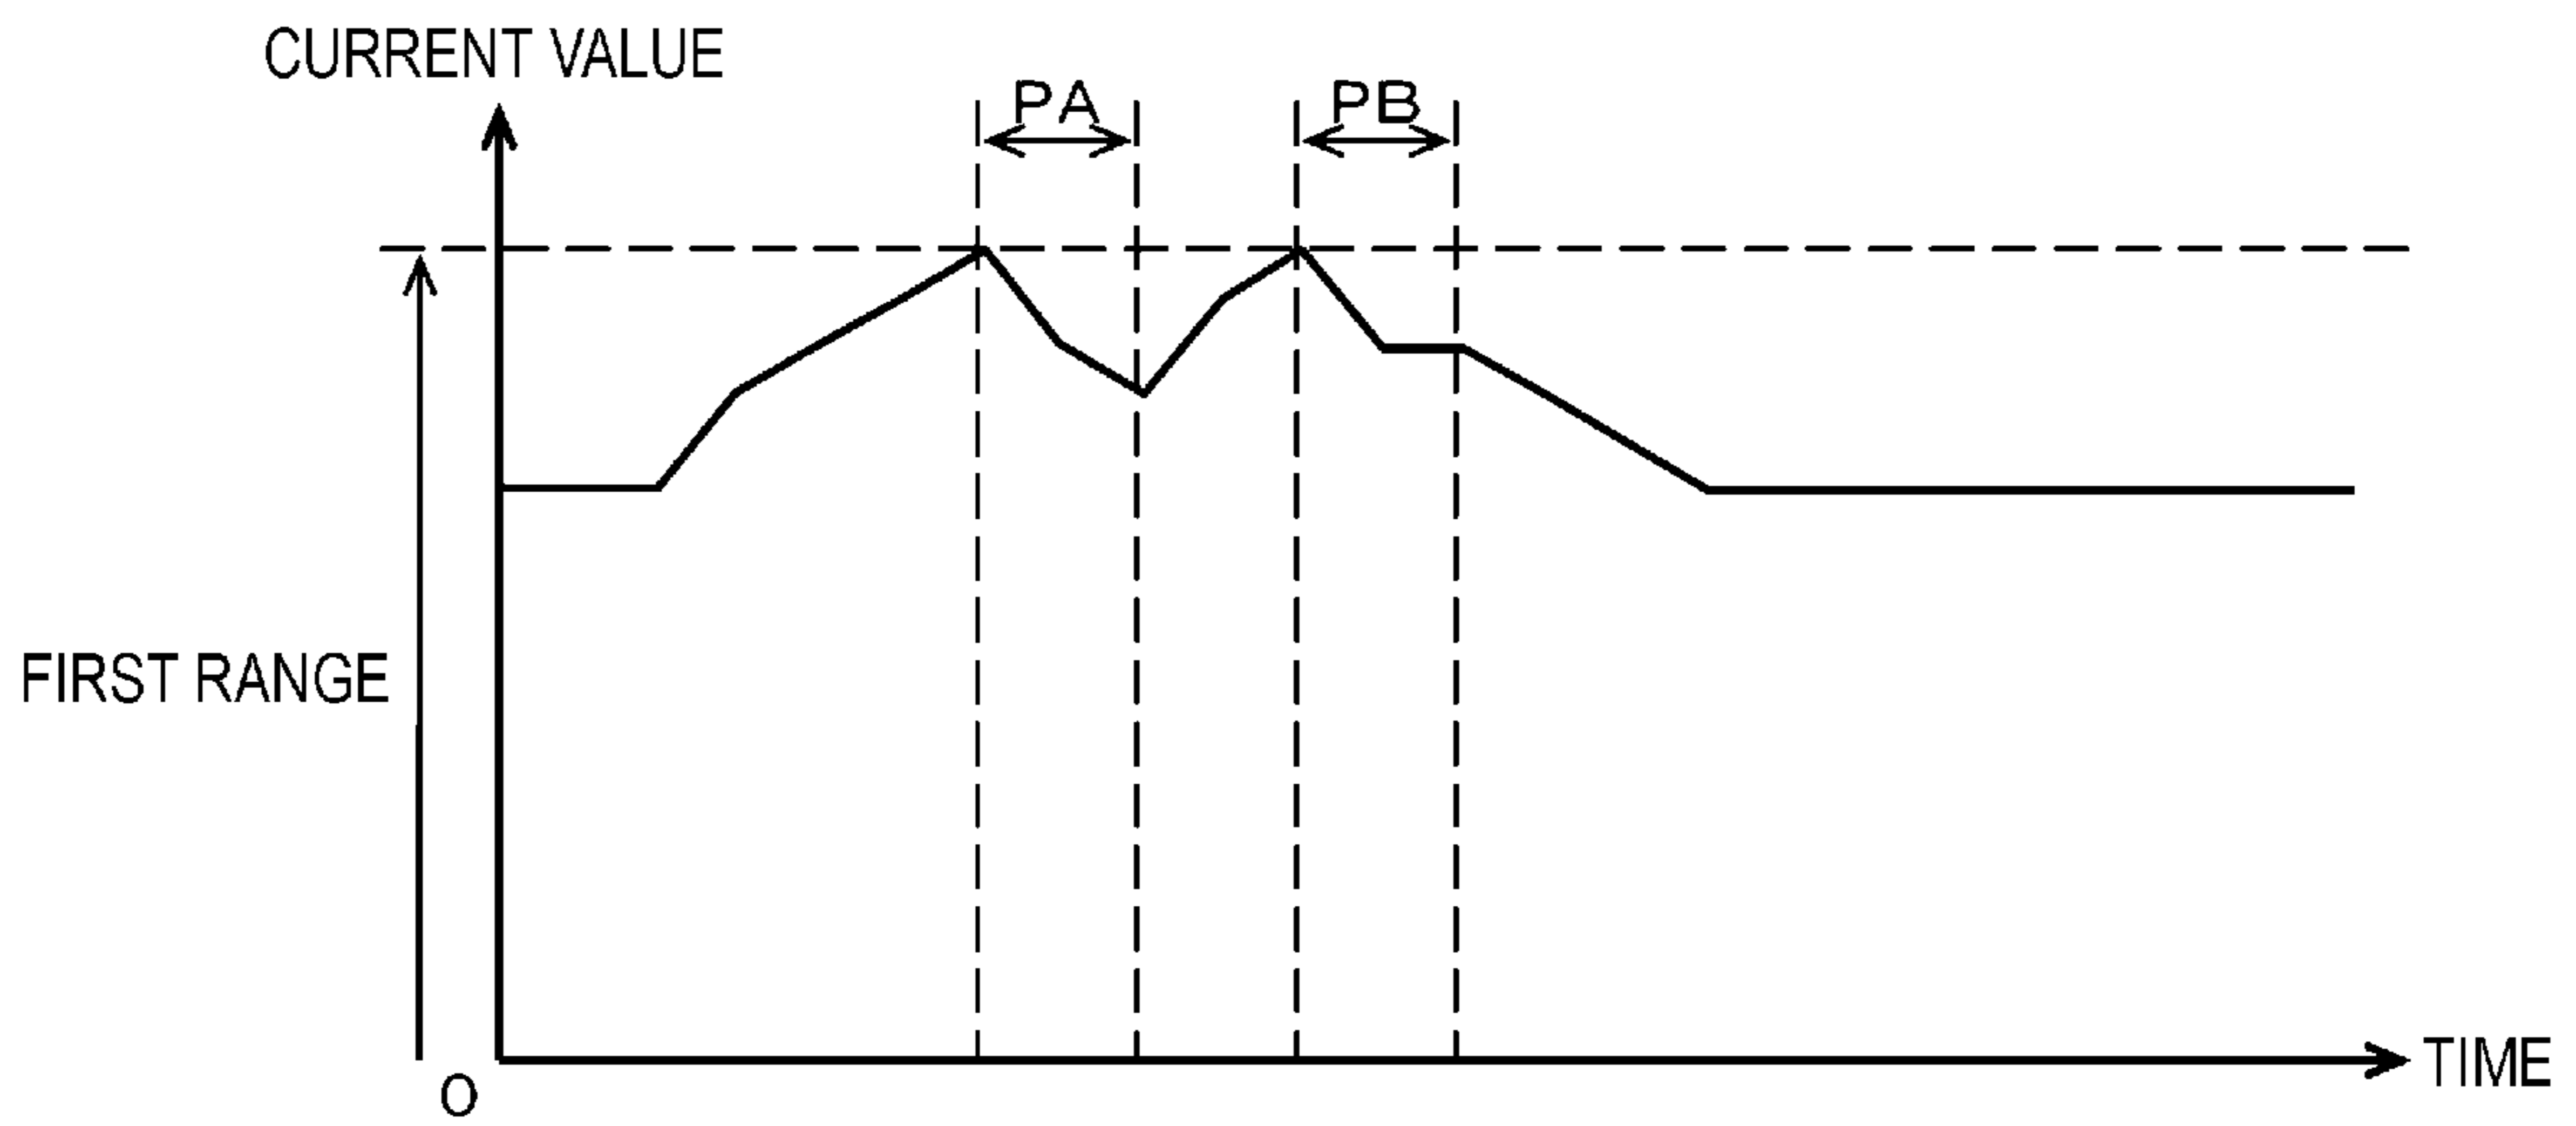 CURRENT VALUE
PA
PB
FIRST RANGE
O
TIME